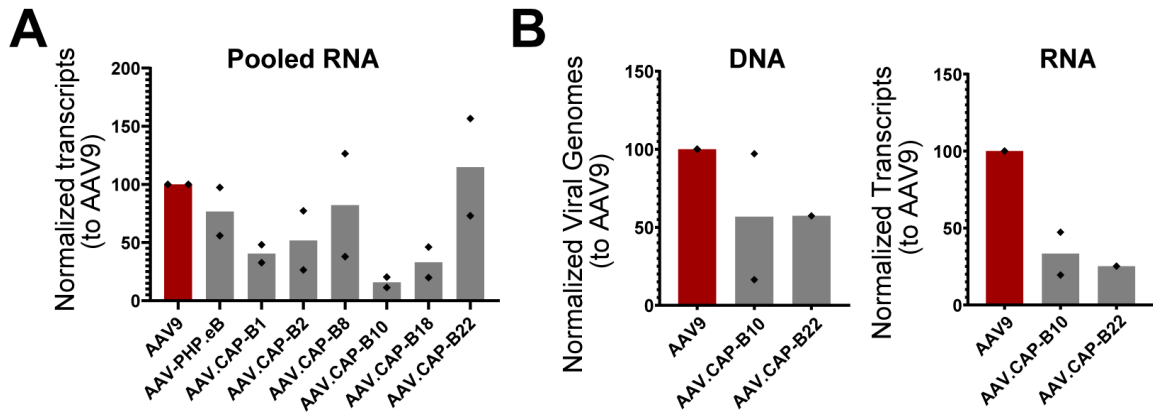 A
Pooled RNA
Normalized transcripts
(to AAV9)
200
150
100
50
0
AAV9
AAV-PHP.eB
AAV.CAP-B1
AAV.CAP-B2
AAV.CAP-B8
AAV.CAP-B10
AAV.CAP-B18
AAV.CAP-B22
B
DNA
Normalized Viral Genomes
(to AAV9)
150
100
50
0
AAV9
AAV.CAP-B10
AAV.CAP-B22
RNA
Normalized Transcripts
(to AAV9)
150
100
50
0
AAV9
AAV.CAP-B10
AAV.CAP-B22